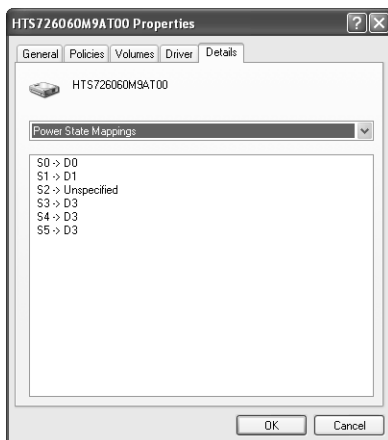 HTS726060M9AT00 Properties
General Policies Volumes Driver Details
HTS726060M9AT00
Power State Mappings
S0 -> D0
S1 -> D1
S2 -> Unspecified
S3 -> D3
S4 -> D3
S5 -> D3
OK Cancel